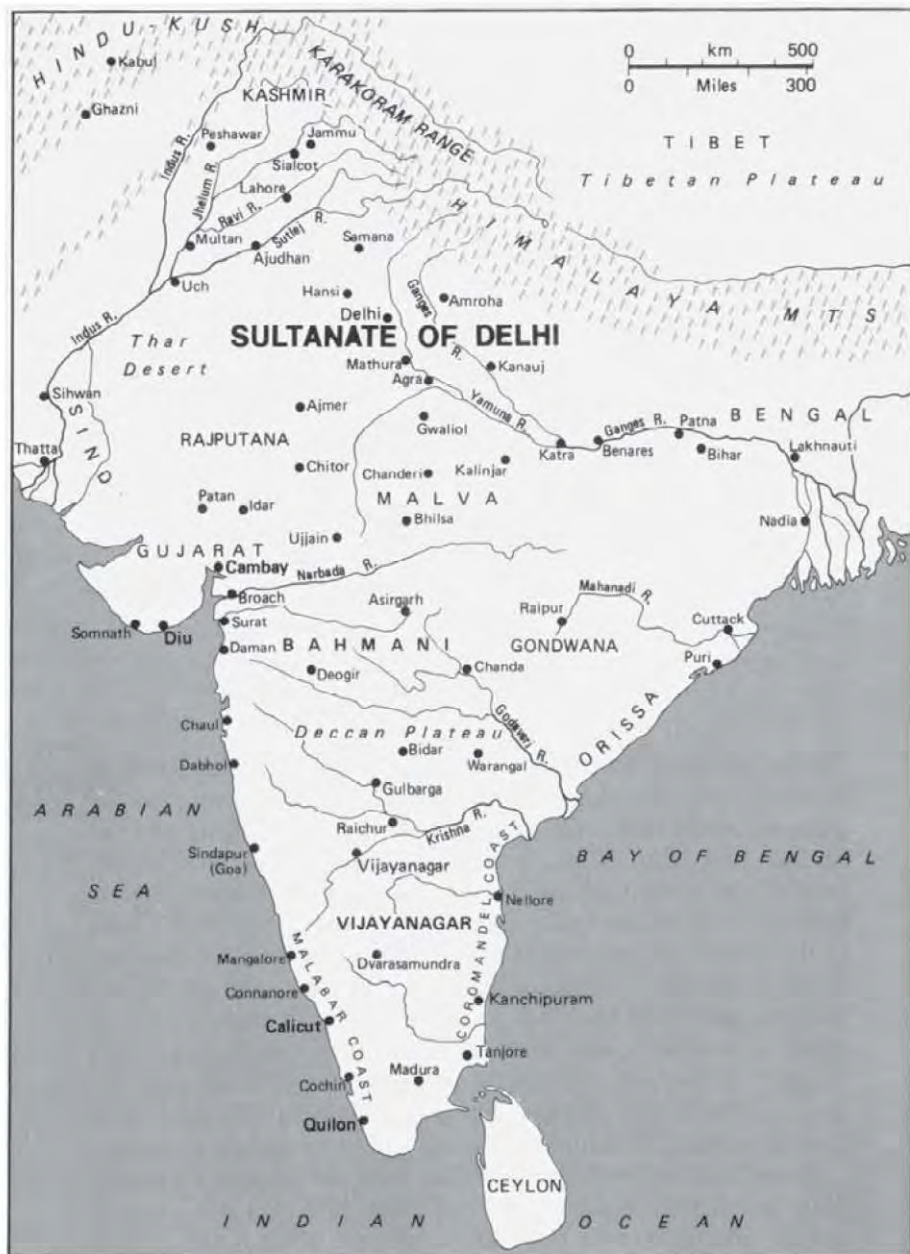 HINDU-KUSH
Kabul
Ghazni
KARAKORAM RANGE
KASHMIR
0 km 500
Miles 300
TIBET
Tibetan Plateau
Peshawar
Jammu
Sialcot
Indus R.
Jhelum R.
Lahore
Ravi R.
Multan
Ajudhan
Sutlej R.
Samana
HIMALAYA MTS
Uch
Hansi
Delhi
Ganges R.
Amroha
Indus R.
SULTANATE OF DELHI
Thar
Desert
Mathura
Agra
Kanauj
Sihwan
SIND
Ajmer
Yamuna R.
Gwaliol
RAJPUTANA
Ganges R.
Patna
BENGAL
Thatta
Chitor
Chanderi
Kalinjar
Katra
Benares
Bihar
Lakhnauti
Patan
Idar
MALVA
Bhilsa
Nadia
Ujjain
GUJARAT
Cambay
Narbada R.
Broach
Asirgarh
Mahanadi R.
Raipur
Cuttack
Somnath
Diu
Surat
BAHMANI
GONDWANA
Daman
Deogir
Chanda
Puri
Godaveri R.
ORISSA
Chaul
Deccan Plateau
Bidar
Warangal
Dabhol
Gulbarga
ARABIAN
SEA
Raichur
Krishna R.
Sindapur
(Goa)
Vijayanagar
BAY OF BENGAL
COROMANDEL COAST
Nellore
VIJAYANAGAR
Mangalore
MALABAR COAST
Dvarasamundra
Connanore
Kanchipuram
Calicut
Tanjore
Cochin
Madura
Quilon
CEYLON
INDIAN OCEAN